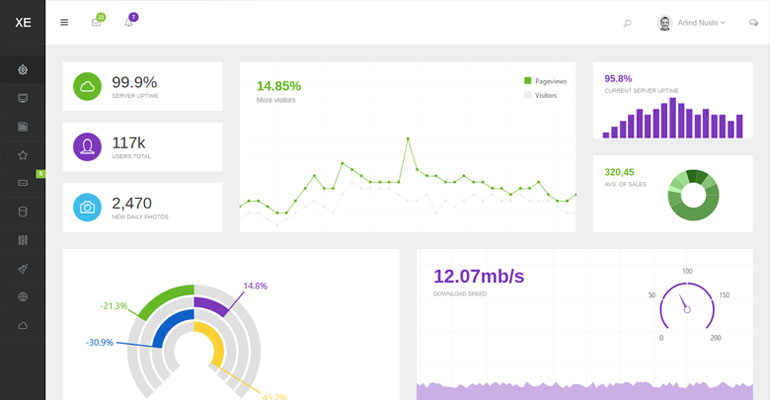 XE
13
7
Arlind Nushi
5
99.9%
SERVER UPTIME
117k
USERS TOTAL
2,470
NEW DAILY PHOTOS
14.85%
More visitors
Pageviews
Visitors
95.8%
CURRENT SERVER UPTIME
320,45
AVG. OF SALES
-21.3%
14.8%
-30.9%
45.2%
12.07mb/s
DOWNLOAD SPEED
100
50
150
0
200